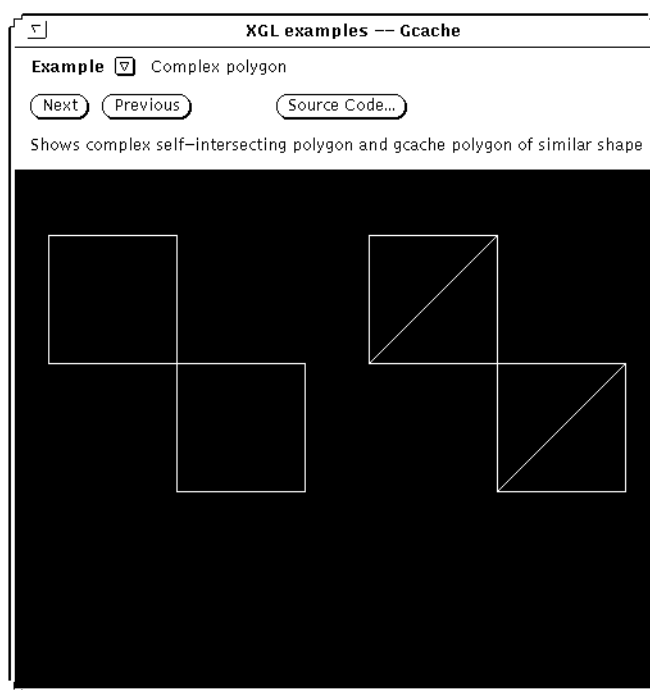 XGL examples -- Gcache
Example Complex polygon
Next Previous Source Code...
Shows complex self-intersecting polygon and gcache polygon of similar shape